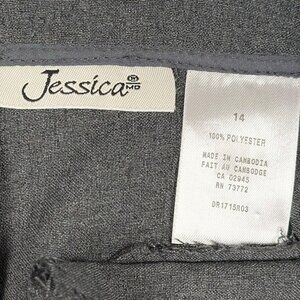 Jessica
MD
14
100% POLYESTER
MADE IN CAMBODIA
FAIT AU CAMBODGE
CA 02945
RN 73772
DR1715R03